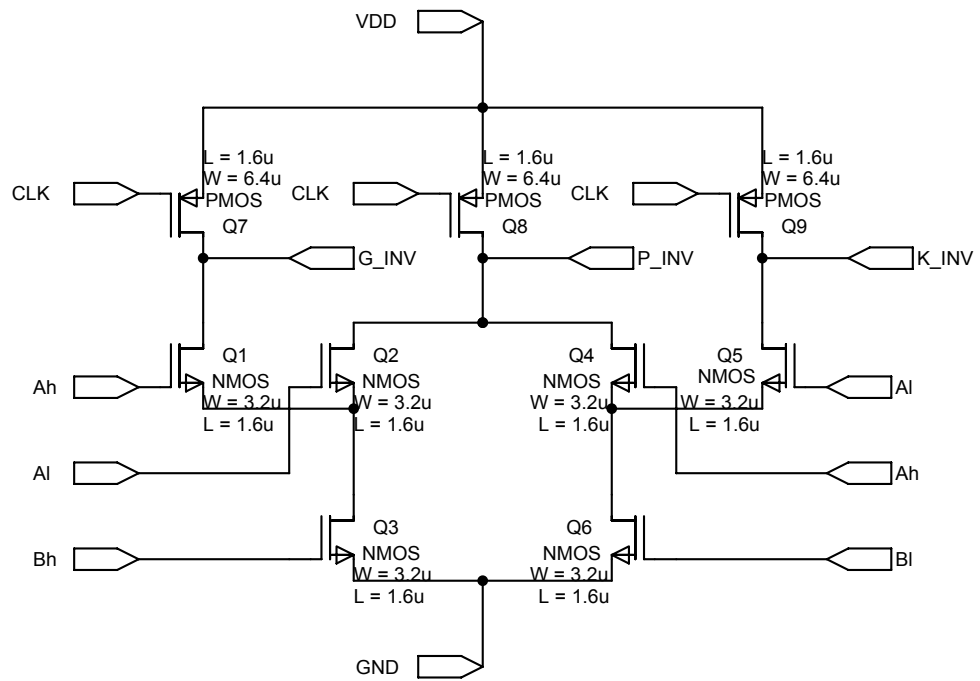 VDD
L = 1.6u
W = 6.4u
PMOS
Q7
CLK
L = 1.6u
W = 6.4u
PMOS
Q8
CLK
L = 1.6u
W = 6.4u
PMOS
Q9
CLK
G_INV
P_INV
K_INV
Ah
Q1
NMOS
W = 3.2u
L = 1.6u
Q2
NMOS
W = 3.2u
L = 1.6u
Q4
NMOS
W = 3.2u
L = 1.6u
Q5
NMOS
W = 3.2u
L = 1.6u
Al
Al
Ah
Bh
Q3
NMOS
W = 3.2u
L = 1.6u
Q6
NMOS
W = 3.2u
L = 1.6u
Bl
GND